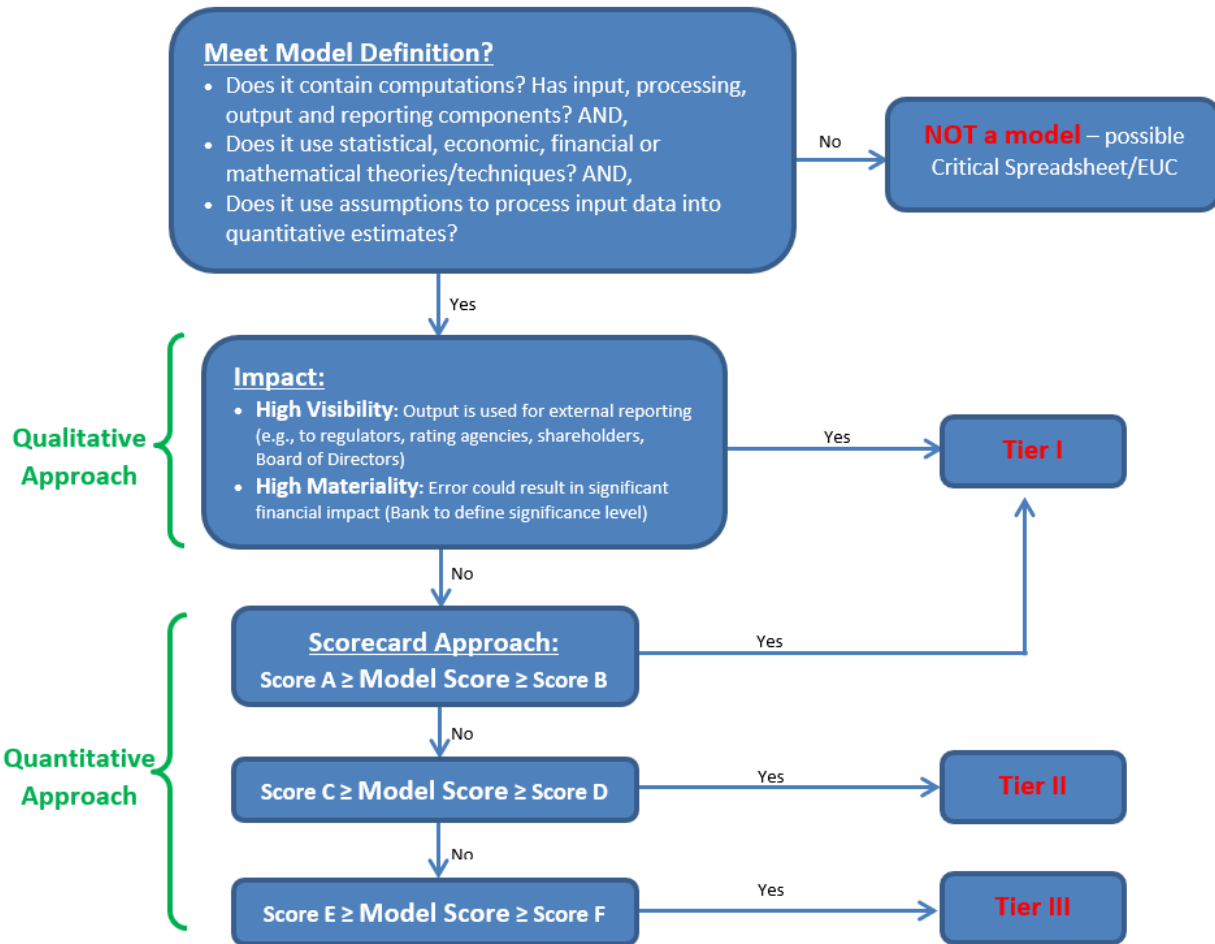 Meet Model Definition?
• Does it contain computations? Has input, processing,
output and reporting components? AND,
• Does it use statistical, economic, financial or
mathematical theories/techniques? AND,
• Does it use assumptions to process input data into
quantitative estimates?
No
NOT a model – possible
Critical Spreadsheet/EUC
Yes
Qualitative
Approach
Impact:
• High Visibility: Output is used for external reporting
(e.g., to regulators, rating agencies, shareholders,
Board of Directors)
• High Materiality: Error could result in significant
financial impact (Bank to define significance level)
Yes
Tier I
No
Quantitative
Approach
Scorecard Approach:
Score A ≥ Model Score ≥ Score B
Yes
No
Score C ≥ Model Score ≥ Score D
Yes
Tier II
No
Score E ≥ Model Score ≥ Score F
Yes
Tier III